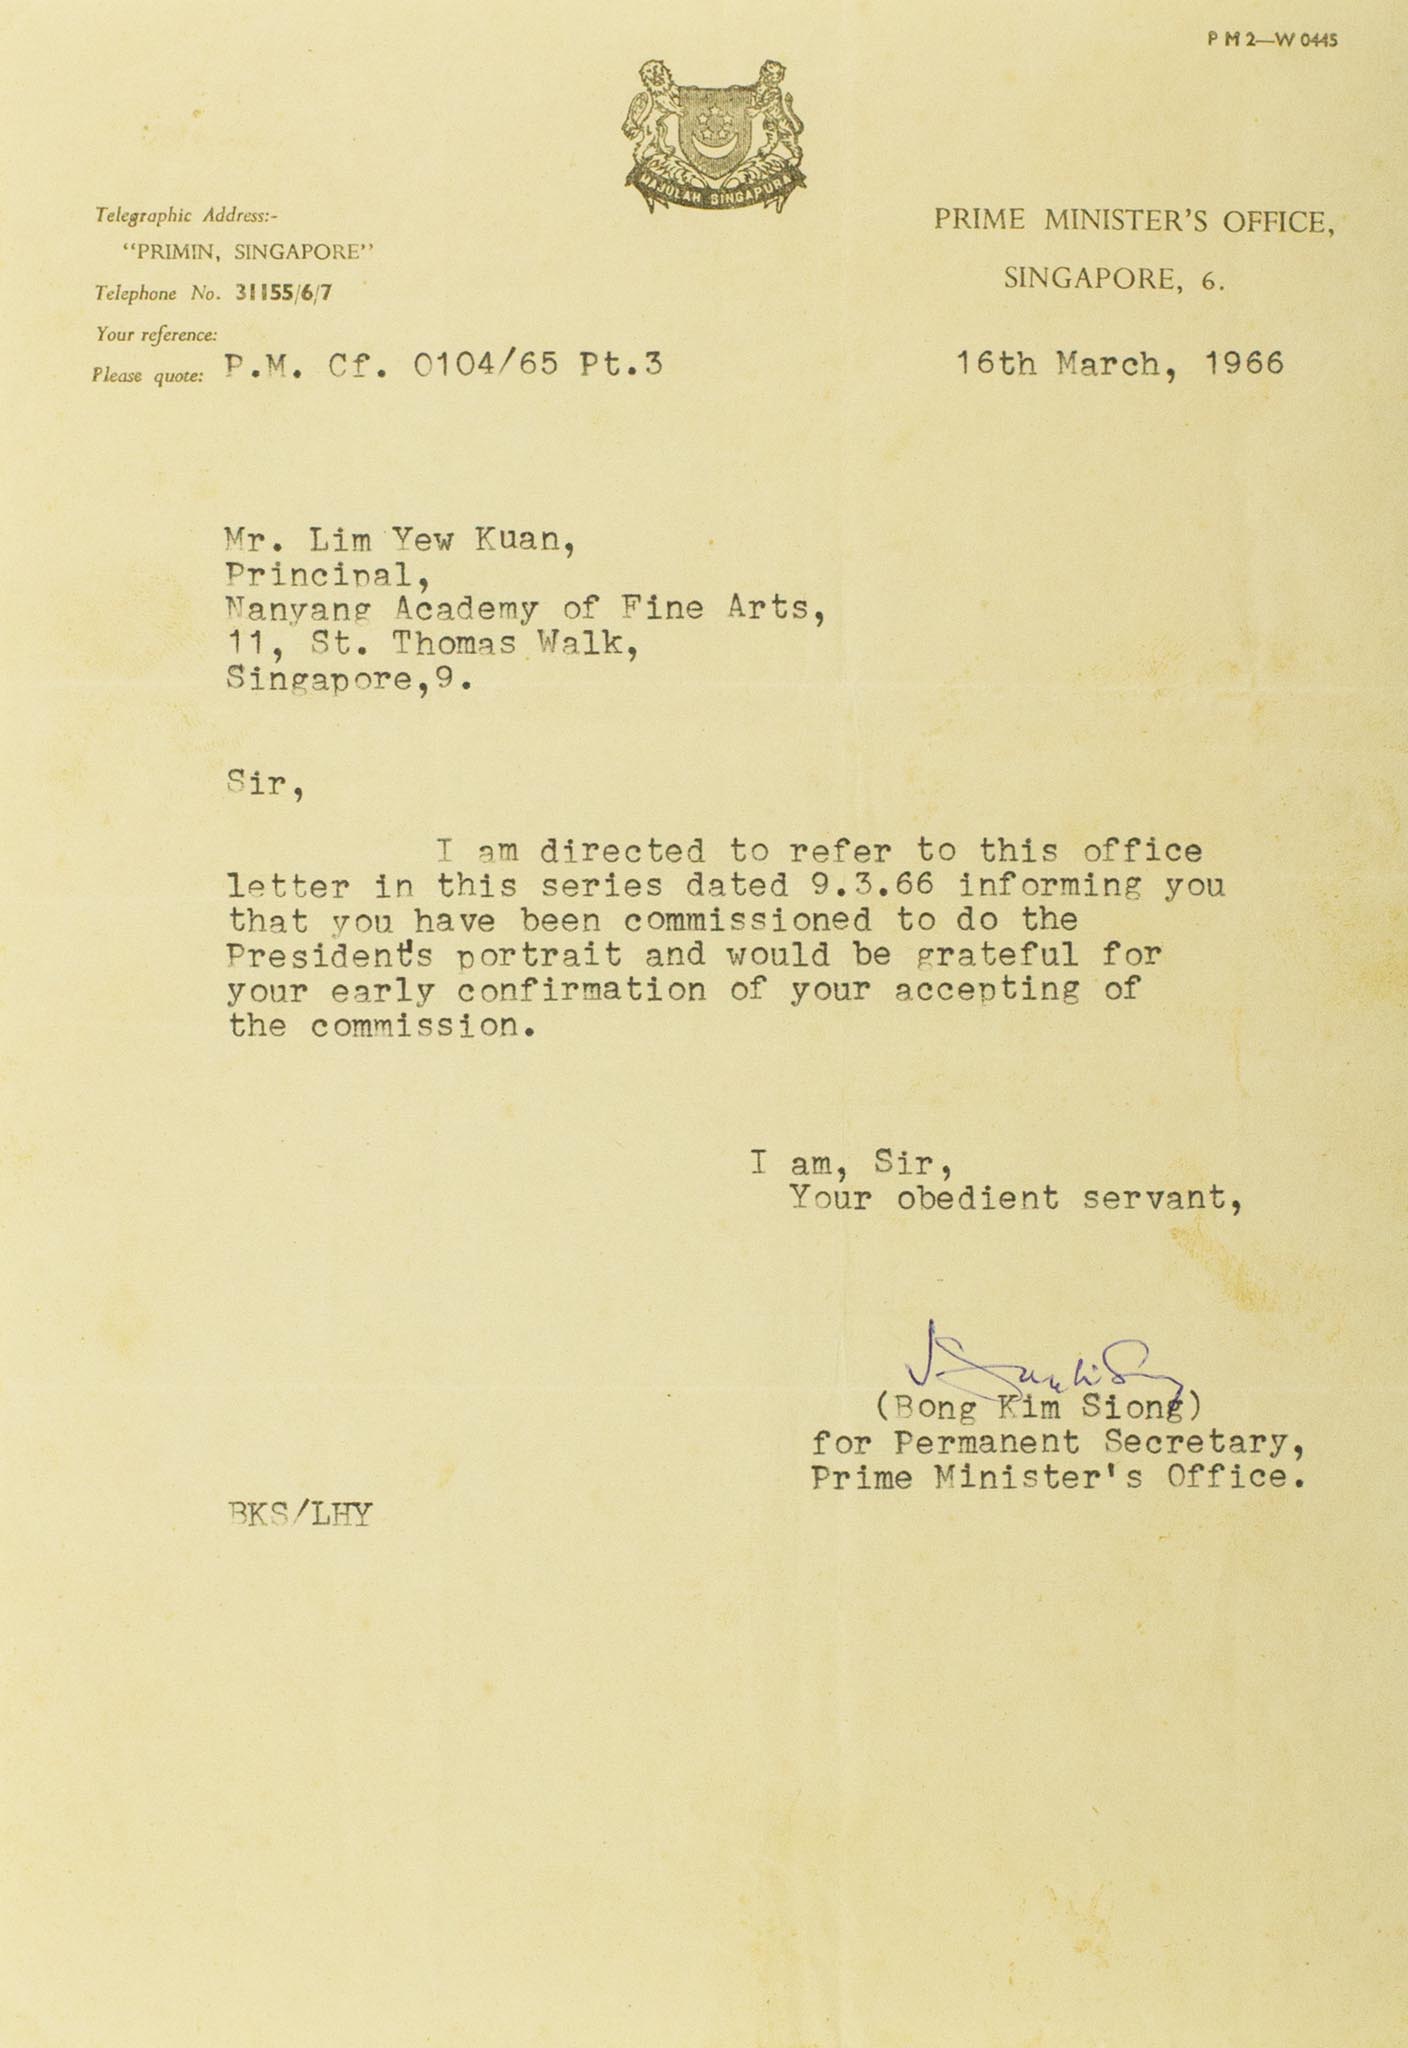 P M 2—W 0445
MAJULAH SINGAPURA
Telegraphic Address:-
“PRIMIN, SINGAPORE”
Telephone No. 31155/6/7
Your reference:
Please quote: P.M. Cf. 0104/65 Pt.3
PRIME MINISTER’S OFFICE,
SINGAPORE, 6.
16th March, 1966
Mr. Lim Yew Kuan,
Principal,
Nanyang Academy of Fine Arts,
11, St. Thomas Walk,
Singapore,9.
Sir,
I am directed to refer to this office
letter in this series dated 9.3.66 informing you
that you have been commissioned to do the
President's portrait and would be grateful for
your early confirmation of your accepting of
the commission.
I am, Sir,
Your obedient servant,
(Bong Kim Siong)
for Permanent Secretary,
Prime Minister's Office.
BKS/LHY